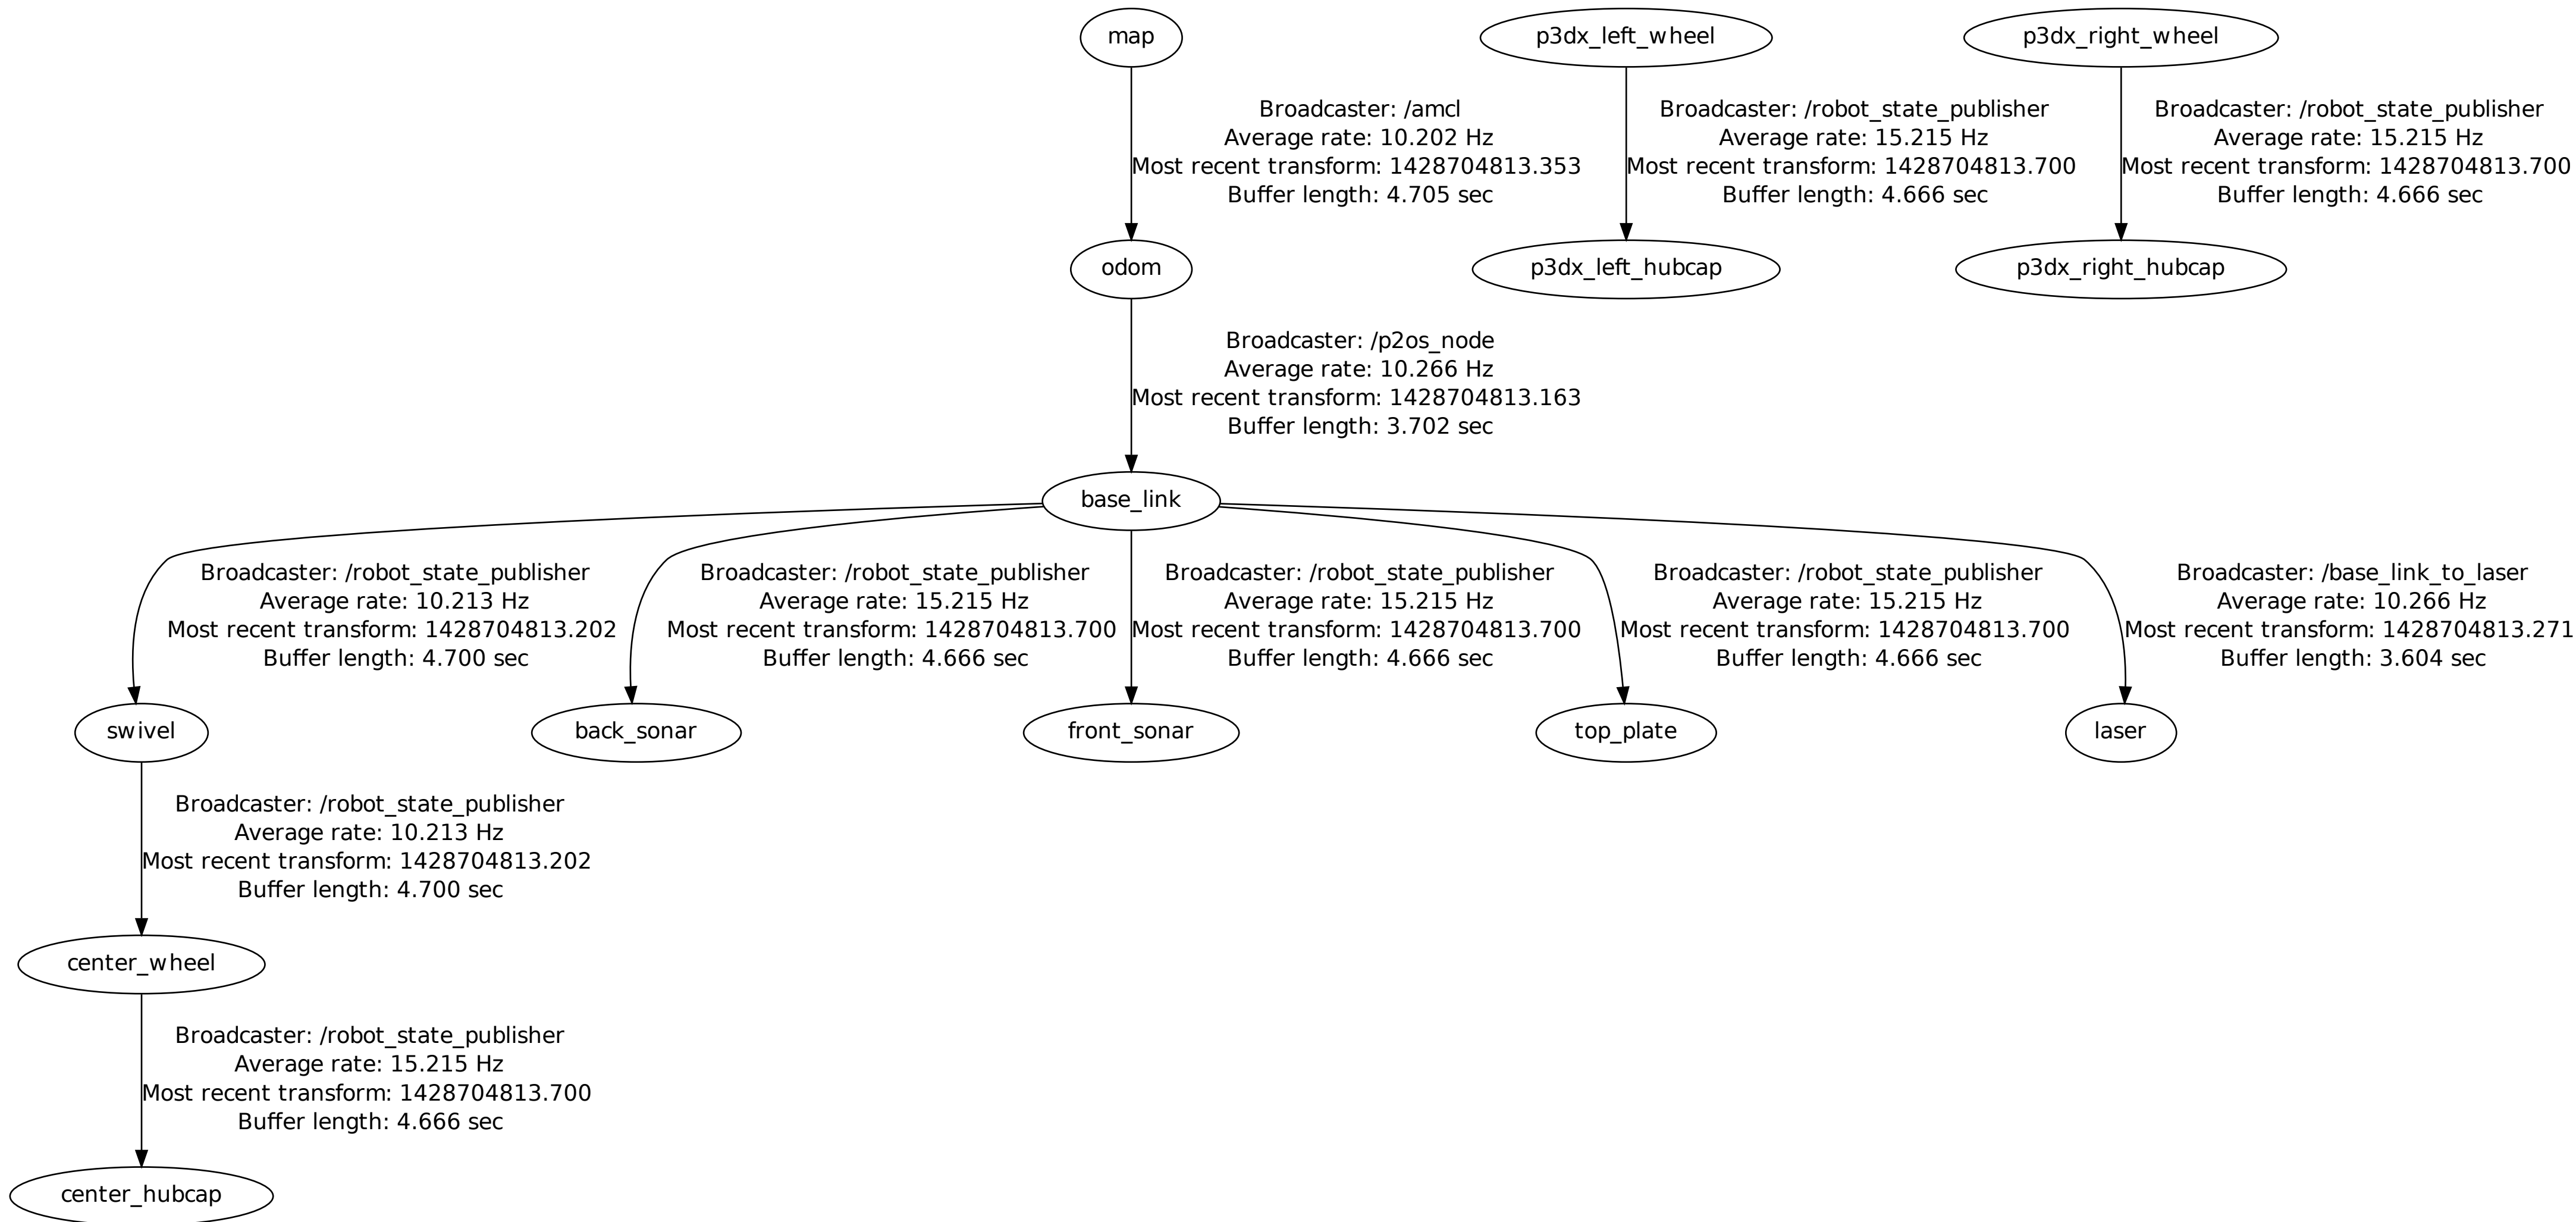 map
p3dx_left_wheel
p3dx_right_wheel
Broadcaster: /amcl
Average rate: 10.202 Hz
Most recent transform: 1428704813.353
Buffer length: 4.705 sec
Broadcaster: /robot_state_publisher
Average rate: 15.215 Hz
Most recent transform: 1428704813.700
Buffer length: 4.666 sec
Broadcaster: /robot_state_publisher
Average rate: 15.215 Hz
Most recent transform: 1428704813.700
Buffer length: 4.666 sec
odom
p3dx_left_hubcap
p3dx_right_hubcap
Broadcaster: /p2os_node
Average rate: 10.266 Hz
Most recent transform: 1428704813.163
Buffer length: 3.702 sec
base_link
Broadcaster: /robot_state_publisher
Average rate: 10.213 Hz
Most recent transform: 1428704813.202
Buffer length: 4.700 sec
Broadcaster: /robot_state_publisher
Average rate: 15.215 Hz
Most recent transform: 1428704813.700
Buffer length: 4.666 sec
Broadcaster: /robot_state_publisher
Average rate: 15.215 Hz
Most recent transform: 1428704813.700
Buffer length: 4.666 sec
Broadcaster: /robot_state_publisher
Average rate: 15.215 Hz
Most recent transform: 1428704813.700
Buffer length: 4.666 sec
Broadcaster: /base_link_to_laser
Average rate: 10.266 Hz
Most recent transform: 1428704813.271
Buffer length: 3.604 sec
swivel
back_sonar
front_sonar
top_plate
laser
Broadcaster: /robot_state_publisher
Average rate: 10.213 Hz
Most recent transform: 1428704813.202
Buffer length: 4.700 sec
center_wheel
Broadcaster: /robot_state_publisher
Average rate: 15.215 Hz
Most recent transform: 1428704813.700
Buffer length: 4.666 sec
center_hubcap